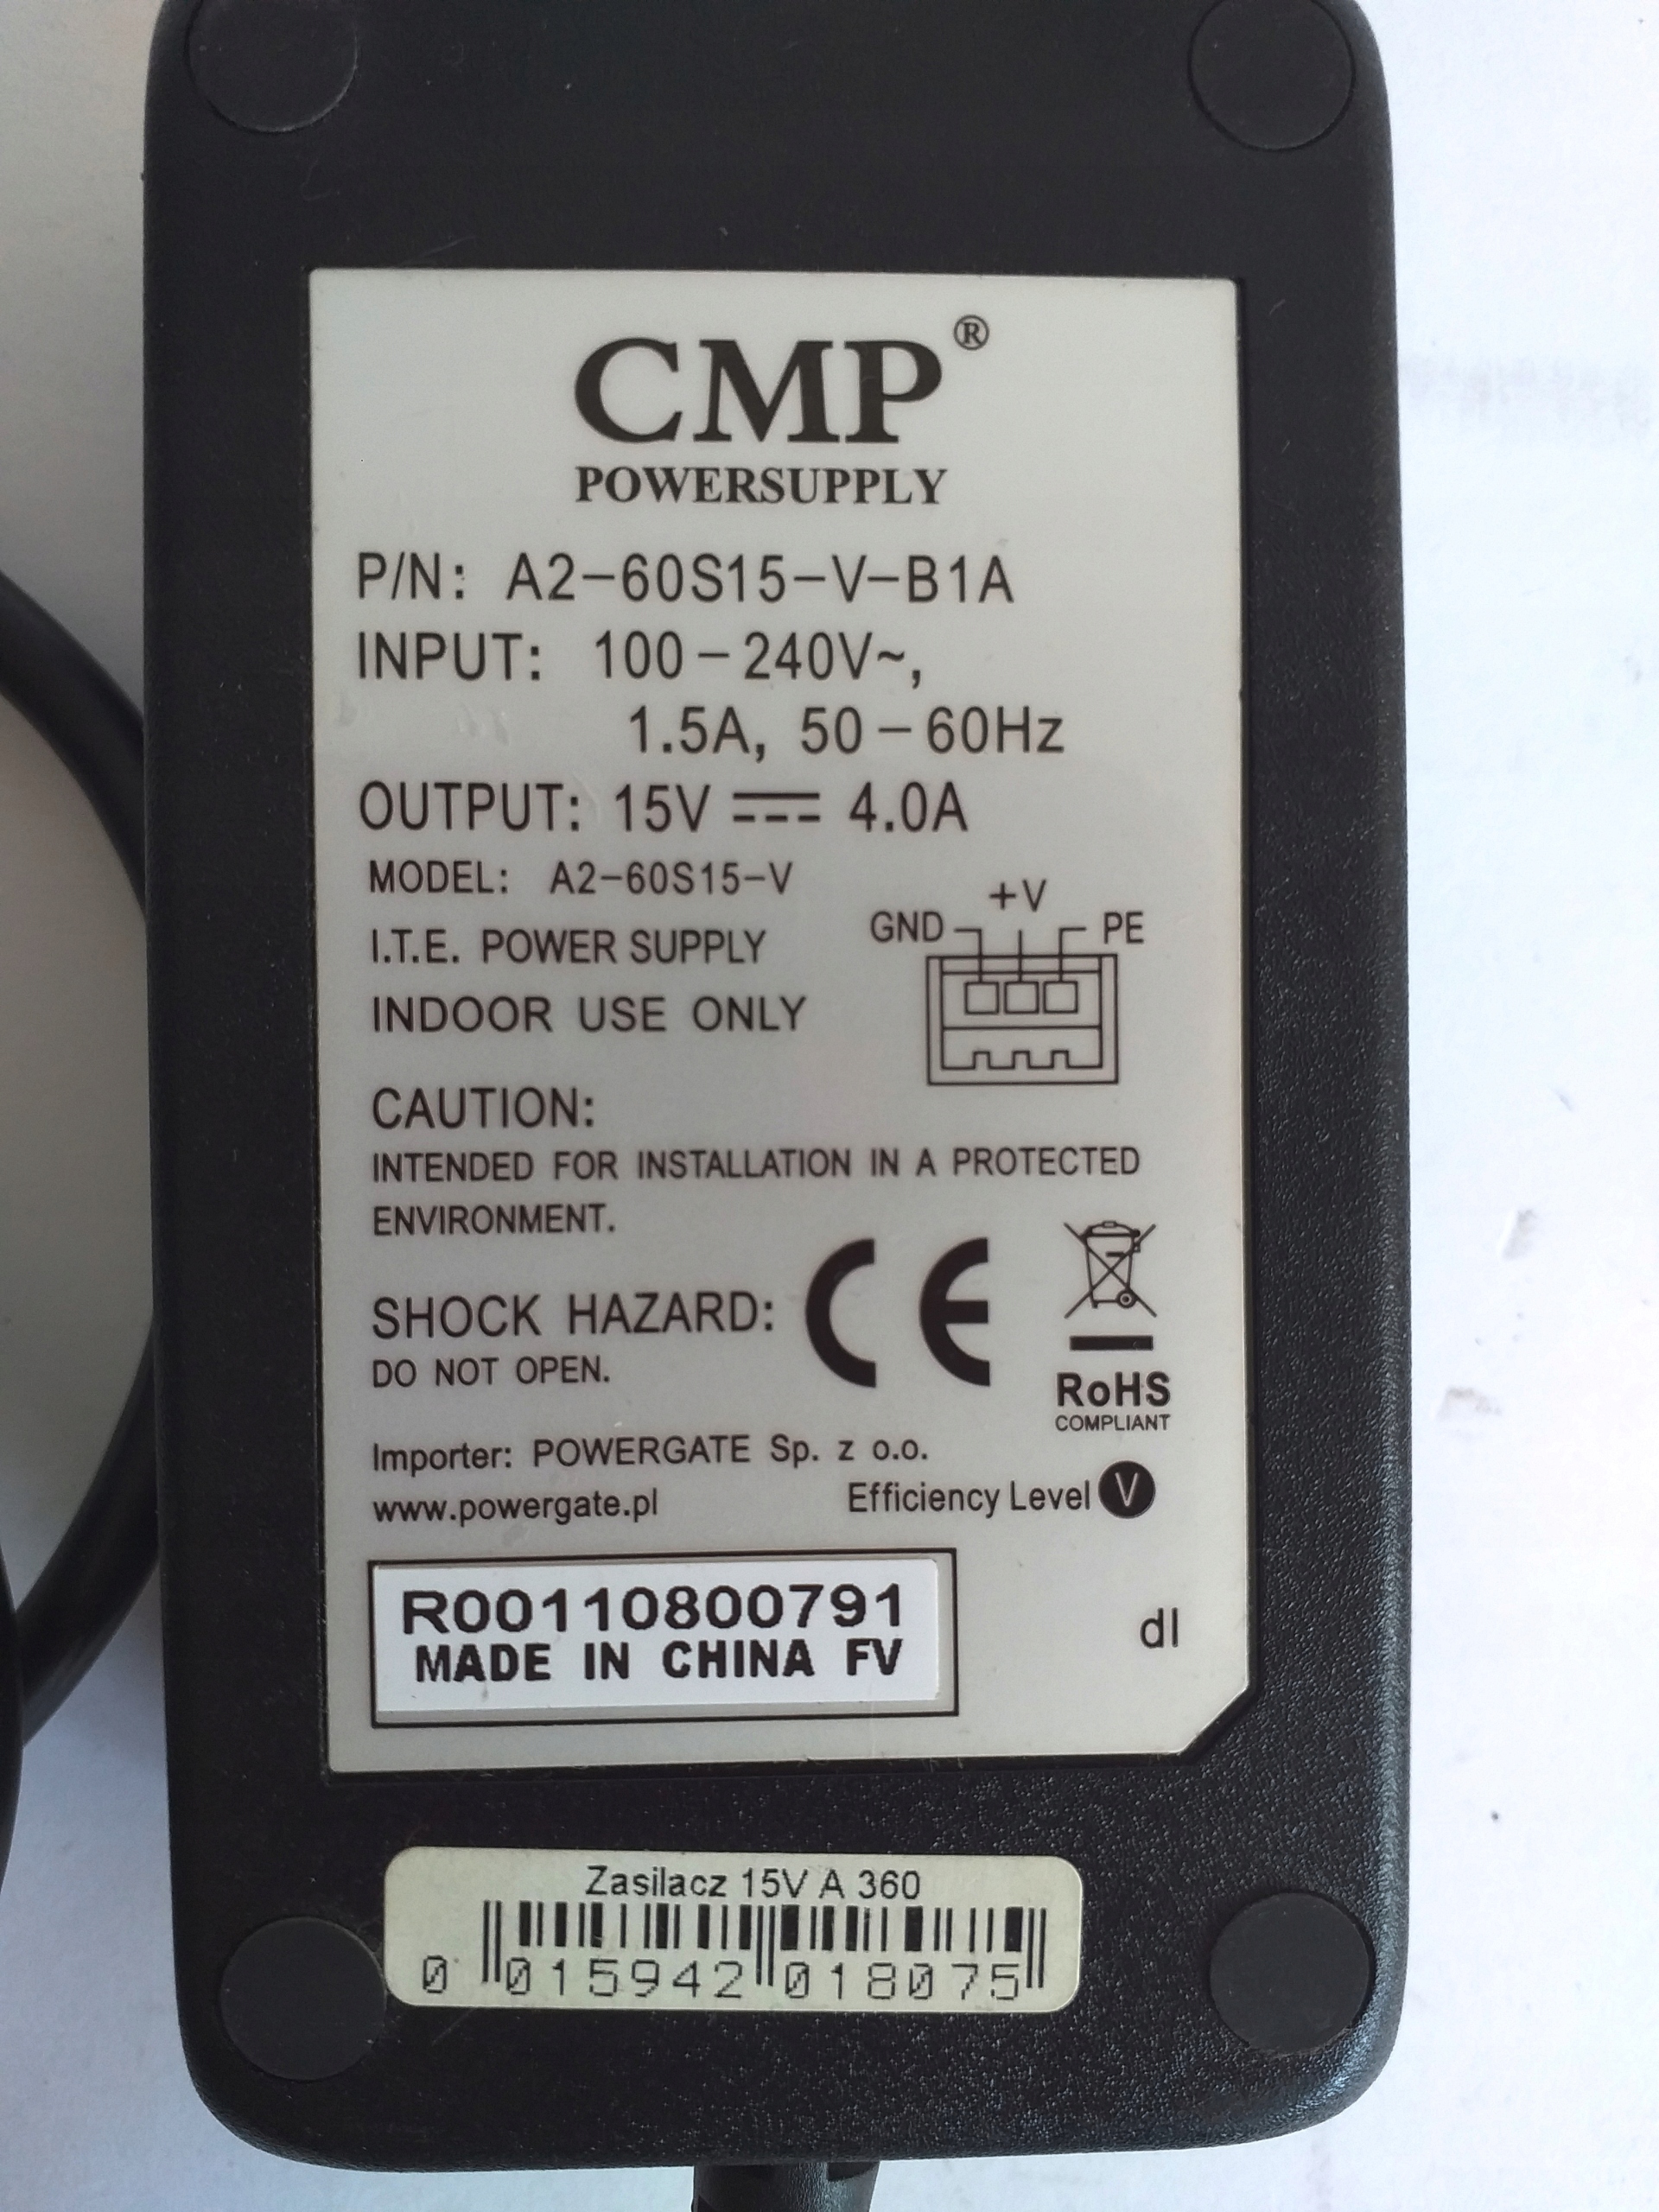 CMP®
POWERSUPPLY
P/N: A2-60S15-V-B1A
INPUT: 100-240V~,
1.5A, 50-60Hz
OUTPUT: 15V ⎓ 4.0A
MODEL: A2-60S15-V
+V
GND PE
I.T.E. POWER SUPPLY
INDOOR USE ONLY
CAUTION:
INTENDED FOR INSTALLATION IN A PROTECTED
ENVIRONMENT.
SHOCK HAZARD:
DO NOT OPEN.
CE
RoHS
COMPLIANT
Importer: POWERGATE Sp. z o.o.
www.powergate.pl
Efficiency Level V
R00110800791
MADE IN CHINA FV
dl
Zasilacz 15V A 360
0 015942 018075